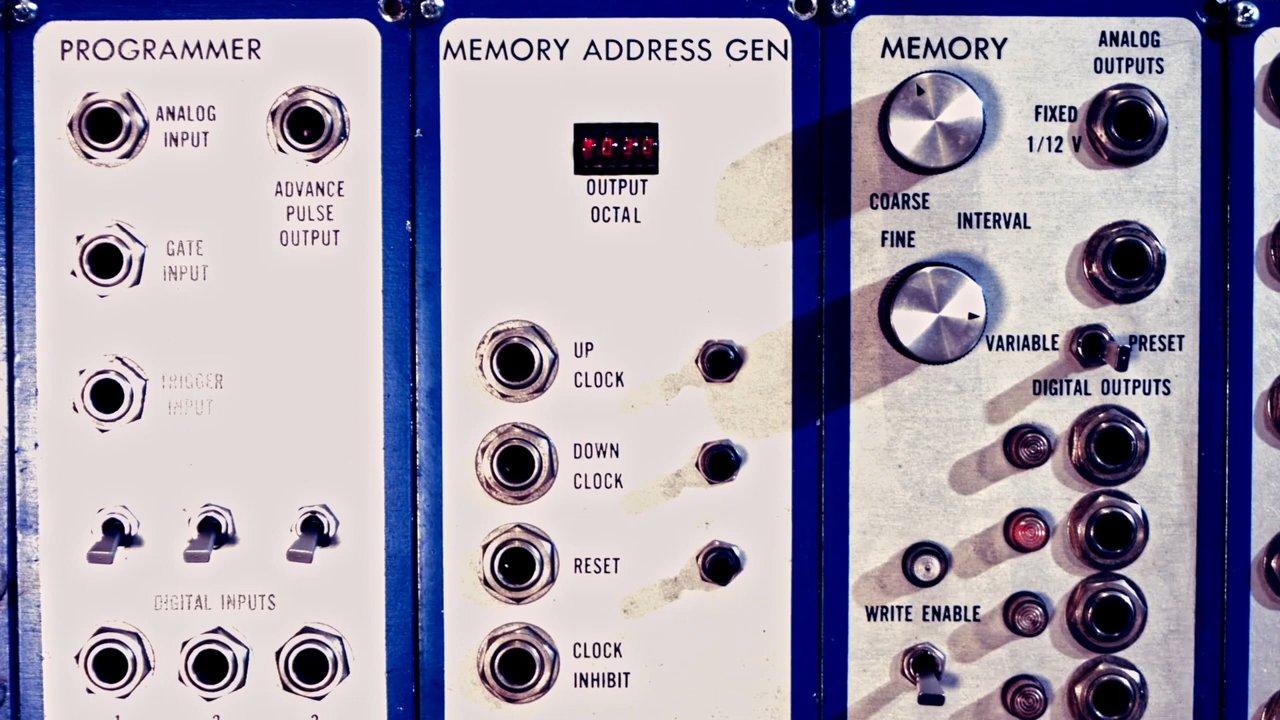 PROGRAMMER
ANALOG
INPUT
ADVANCE
PULSE
OUTPUT
GATE
INPUT
TRIGGER
INPUT
DIGITAL INPUTS
MEMORY ADDRESS GEN
OUTPUT
OCTAL
UP
CLOCK
DOWN
CLOCK
RESET
CLOCK
INHIBIT
MEMORY
ANALOG
OUTPUTS
FIXED
1/12 V
COARSE
INTERVAL
FINE
VARIABLE
PRESET
DIGITAL OUTPUTS
WRITE ENABLE